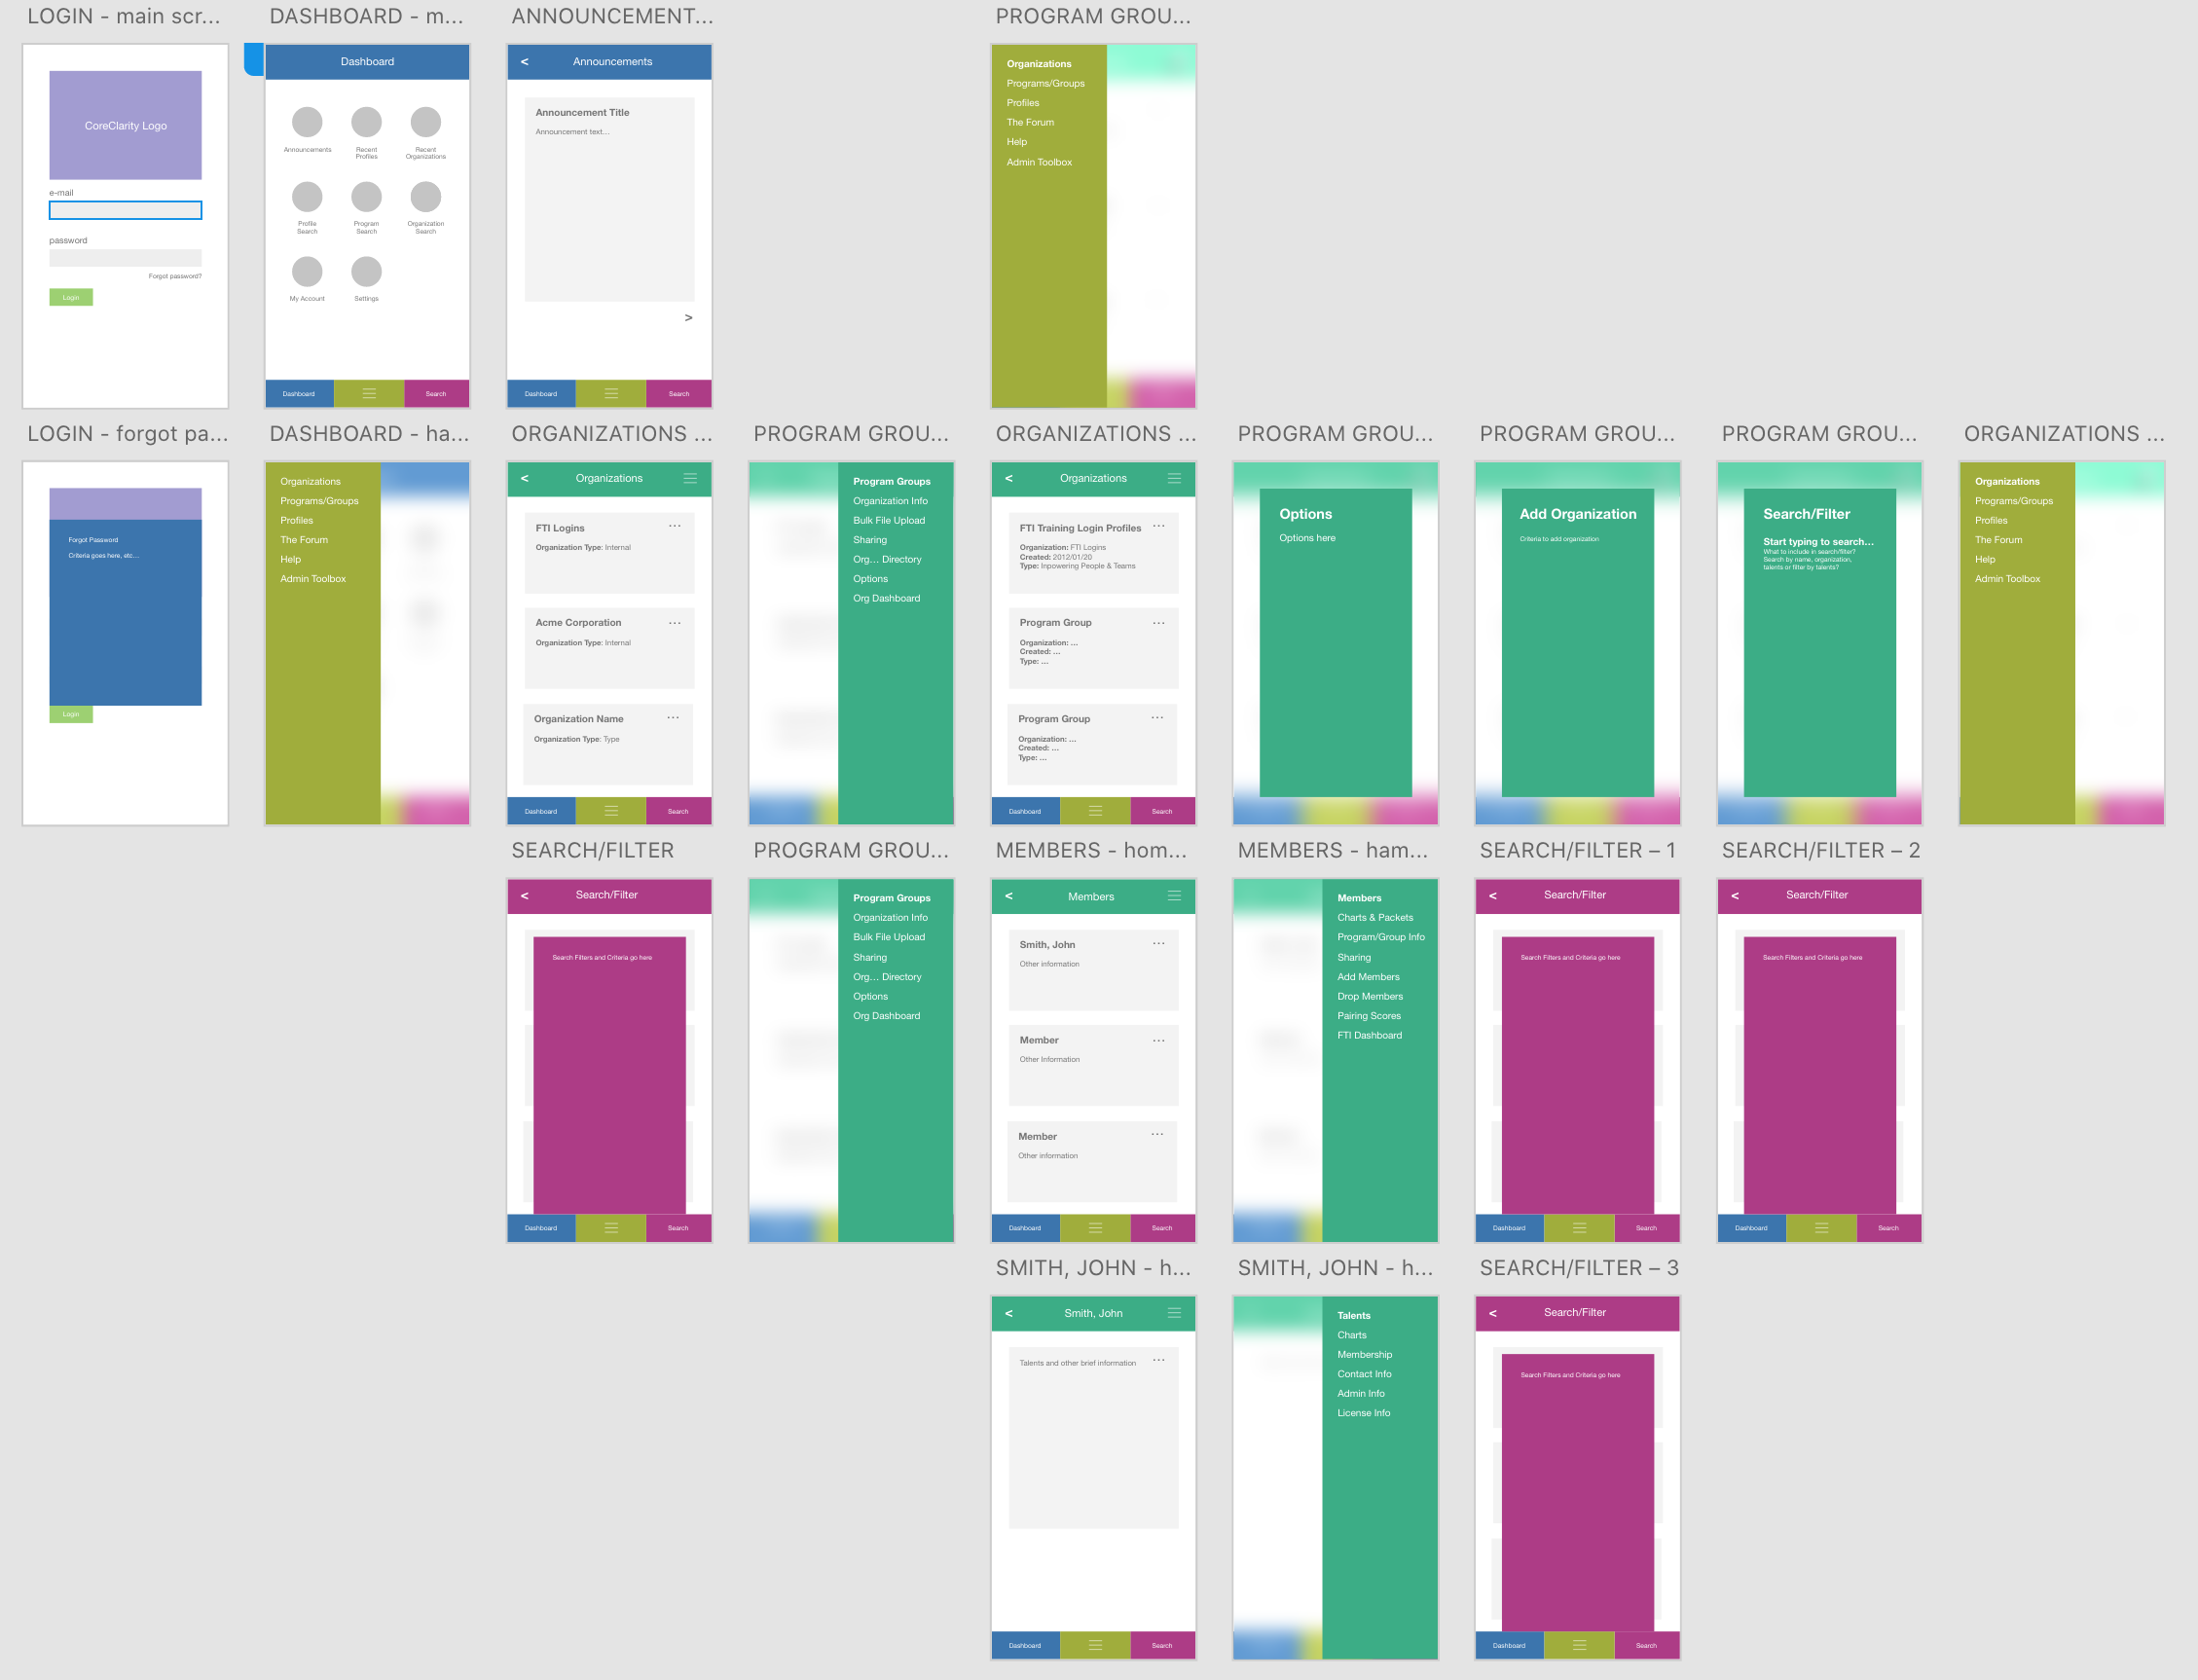 LOGIN - main scr...
CoreClarity Logo
e-mail
password
Forgot password?
Login
DASHBOARD - m...
Dashboard
Announcements
Recent
Profiles
Recent
Organizations
Profile
Search
Program
Search
Organization
Search
My Account
Settings
Dashboard
Search
ANNOUNCEMENT...
<
Announcements
Announcement Title
Announcement text...
>
Dashboard
Search
PROGRAM GROU...
Organizations
Programs/Groups
Profiles
The Forum
Help
Admin Toolbox
LOGIN - forgot pa...
Forgot Password
Criteria goes here, etc...
Login
DASHBOARD - ha...
Organizations
Programs/Groups
Profiles
The Forum
Help
Admin Toolbox
ORGANIZATIONS ...
<
Organizations
FTI Logins
...
Organization Type: Internal
Acme Corporation
...
Organization Type: Internal
Organization Name
...
Organization Type: Type
Dashboard
Search
PROGRAM GROU...
Program Groups
Organization Info
Bulk File Upload
Sharing
Org... Directory
Options
Org Dashboard
ORGANIZATIONS ...
<
Organizations
FTI Training Login Profiles
...
Organization: FTI Logins
Created: 2012/01/20
Type: Inpowering People & Teams
Program Group
...
Organization: ...
Created: ...
Type: ...
Program Group
...
Organization: ...
Created: ...
Type: ...
Dashboard
Search
PROGRAM GROU...
Options
Options here
PROGRAM GROU...
Add Organization
Criteria to add organization
PROGRAM GROU...
Search/Filter
Start typing to search...
What to include in search/filter?
Search by name, organization,
talents or filter by talents?
ORGANIZATIONS ...
Organizations
Programs/Groups
Profiles
The Forum
Help
Admin Toolbox
SEARCH/FILTER
<
Search/Filter
Search Filters and Criteria go here
Dashboard
Search
PROGRAM GROU...
Program Groups
Organization Info
Bulk File Upload
Sharing
Org... Directory
Options
Org Dashboard
MEMBERS - hom...
<
Members
Smith, John
...
Other information
Member
...
Other Information
Member
...
Other information
Dashboard
Search
MEMBERS - ham...
Members
Charts & Packets
Program/Group Info
Sharing
Add Members
Drop Members
Pairing Scores
FTI Dashboard
SEARCH/FILTER – 1
<
Search/Filter
Search Filters and Criteria go here
Dashboard
Search
SEARCH/FILTER – 2
<
Search/Filter
Search Filters and Criteria go here
Dashboard
Search
SMITH, JOHN - h...
<
Smith, John
Talents and other brief information
...
Dashboard
Search
SMITH, JOHN - h...
Talents
Charts
Membership
Contact Info
Admin Info
License Info
SEARCH/FILTER – 3
<
Search/Filter
Search Filters and Criteria go here
Dashboard
Search